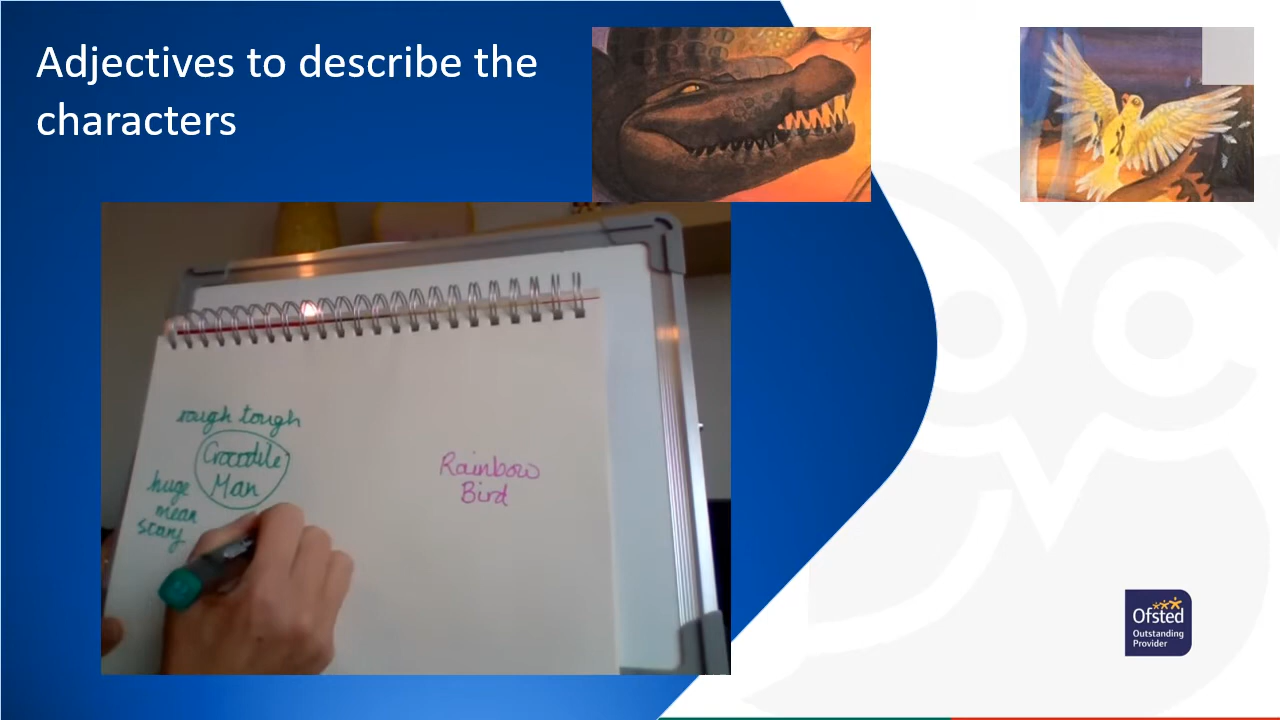 Adjectives to describe the
characters
rough tough
Crocodile
Man
huge
mean
scary
Rainbow
Bird
Ofsted
Outstanding
Provider